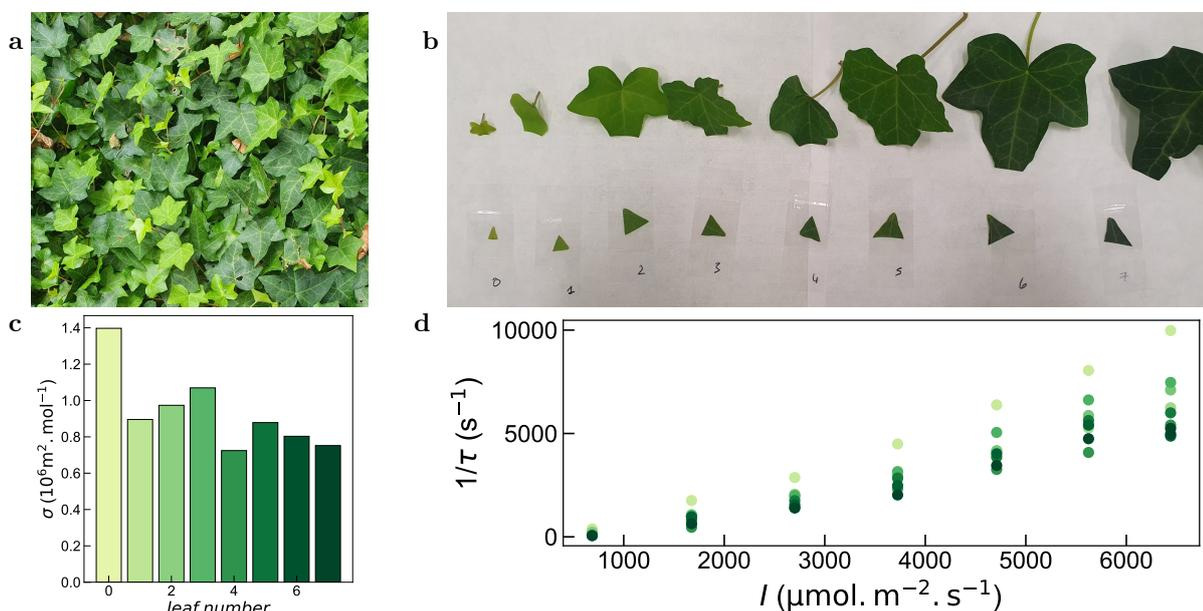 a
b
0
1
2
3
4
5
6
7
c
1.4
1.2
1.0
0.8
0.6
0.4
0.2
0.0
σ (10⁶m². mol⁻¹)
0 2 4 6
leaf number
d
10000
5000
0
1/τ (s⁻¹)
1000 2000 3000 4000 5000 6000
I (μmol. m⁻². s⁻¹)